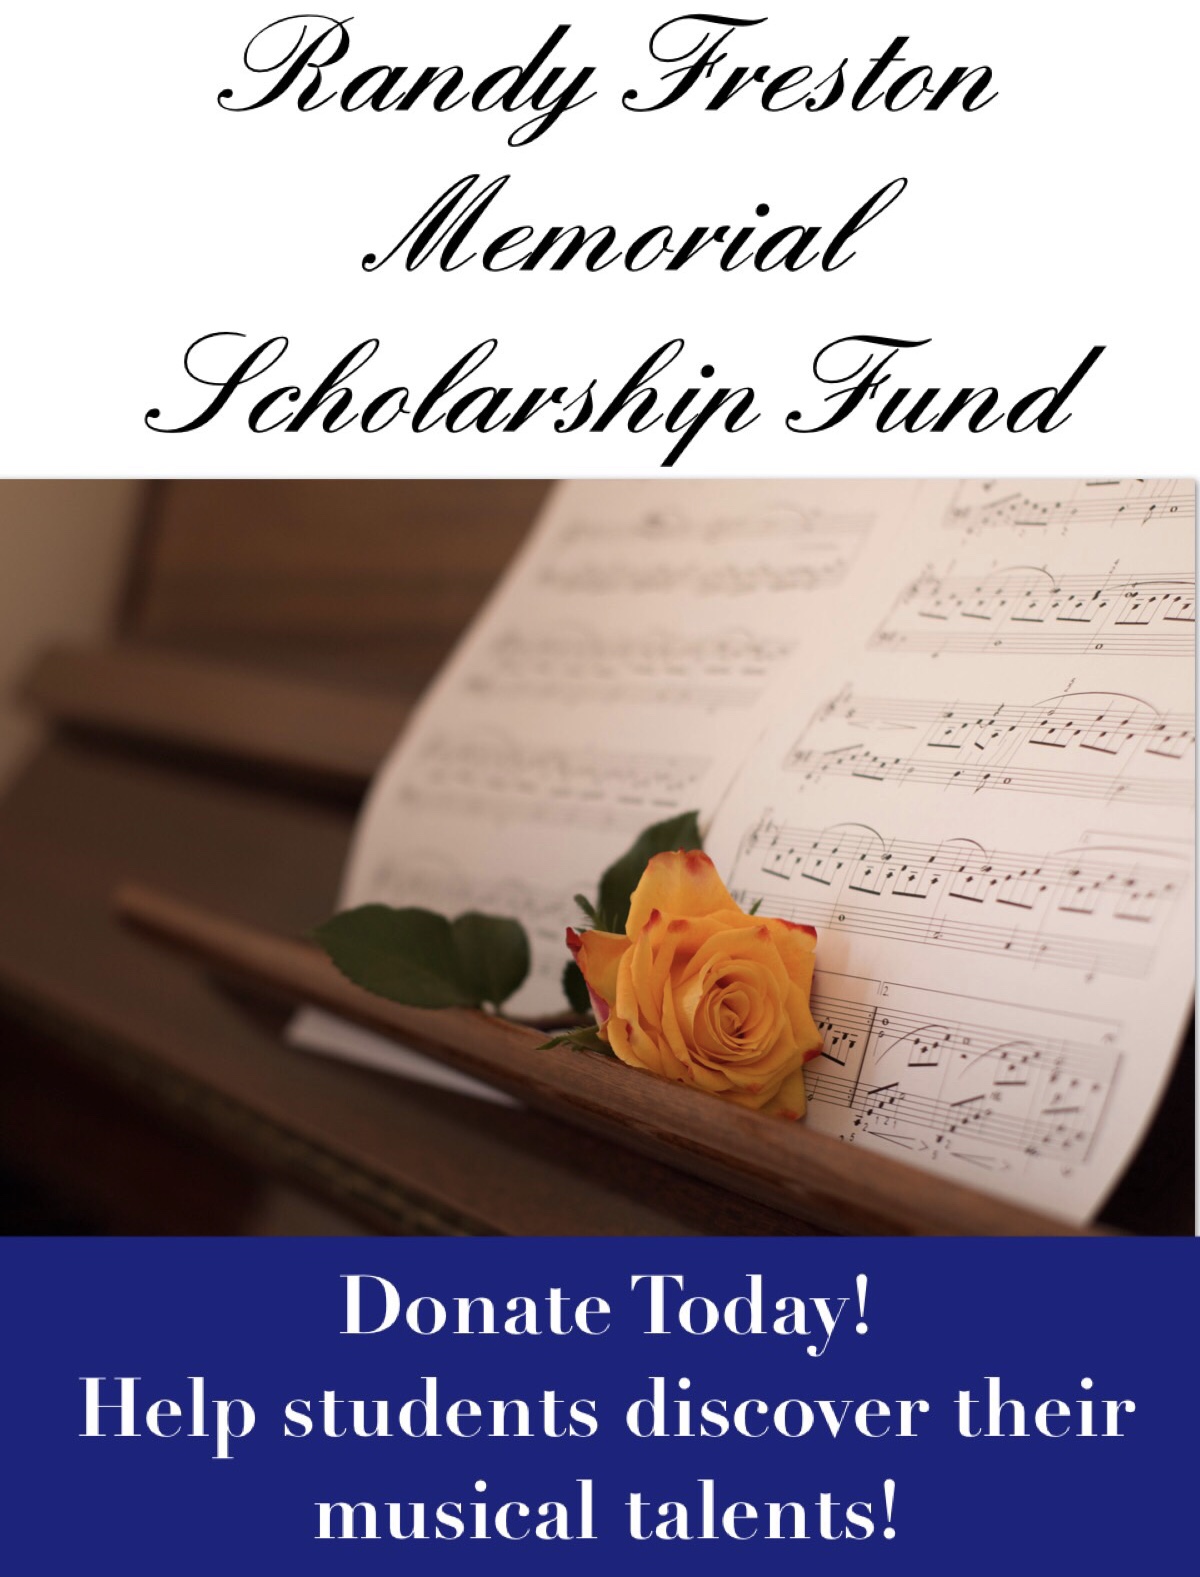 Randy Freston
Memorial
Scholarship Fund
Donate Today!
Help students discover their
musical talents!